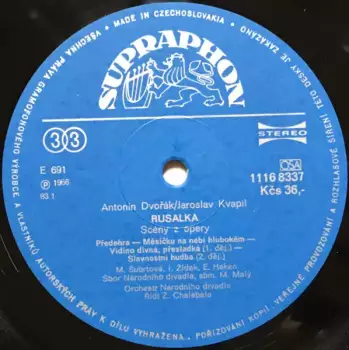 VŠECHNA PRÁVA GRAMOFONOVÉHO VÝROBCE A VLASTNÍKŮ AUTORSKÝCH PRÁV K DÍLU VYHRAZENA. POŘIZOVÁNÍ KOPIÍ, VEŘEJNÉ PROVOZOVÁNÍ A ROZHLASOVÉ ŠÍŘENÍ TÉTO DESKY JE ZAKÁZÁNO
• MADE IN CZECHOSLOVAKIA •
SUPRAPHON
33
STEREO
E 691
OSA
1116 8337
Ⓟ 1966
Kčs 36,-
83 1
Antonín Dvořák/Jaroslav Kvapil
RUSALKA
Scény z opery
Předehra — Měsíčku na nebi hlubokém —
Vidino divná, přesladká (1. děj.) —
Slavnostní hudba (2. děj.)
M. Šubrtová, I. Žídek, E. Haken
Sbor Národního divadla, sbm. M. Malý
Orchestr Národního divadla
Řídí Z. Chalabala